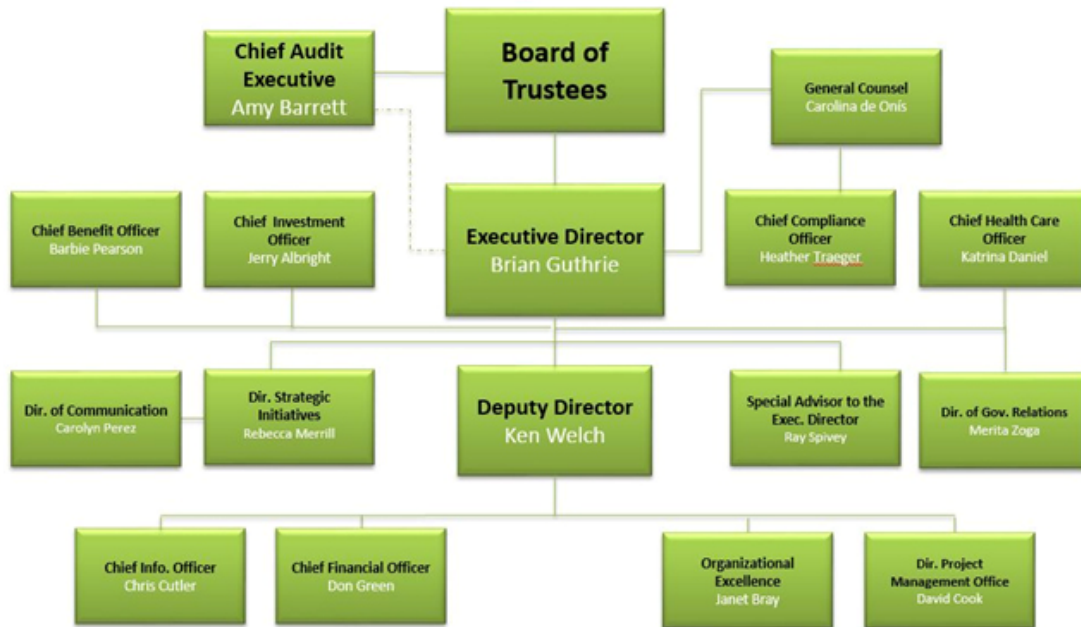 Chief Audit
Executive
Amy Barrett
Board of
Trustees
General Counsel
Carolina de Onís
Chief Benefit Officer
Barbie Pearson
Chief Investment
Officer
Jerry Albright
Executive Director
Brian Guthrie
Chief Compliance
Officer
Heather Traeger
Chief Health Care
Officer
Katrina Daniel
Dir. of Communication
Carolyn Perez
Dir. Strategic
Initiatives
Rebecca Merrill
Deputy Director
Ken Welch
Special Advisor to the
Exec. Director
Ray Spivey
Dir. of Gov. Relations
Merita Zoga
Chief Info. Officer
Chris Cutler
Chief Financial Officer
Don Green
Organizational
Excellence
Janet Bray
Dir. Project
Management Office
David Cook